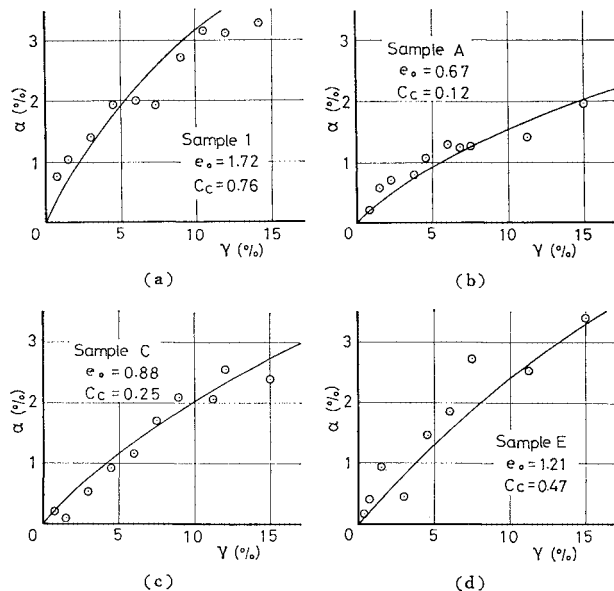 3
2
1
0
α (%)
Sample 1
e₀ = 1.72
Cc = 0.76
5
10
15
γ (%)
(a)
3
2
1
0
α (%)
Sample A
e₀ = 0.67
Cc = 0.12
5
10
15
γ (%)
(b)
3
2
1
0
α (%)
Sample C
e₀ = 0.88
Cc = 0.25
5
10
15
γ (%)
(c)
3
2
1
0
α (%)
Sample E
e₀ = 1.21
Cc = 0.47
5
10
15
γ (%)
(d)